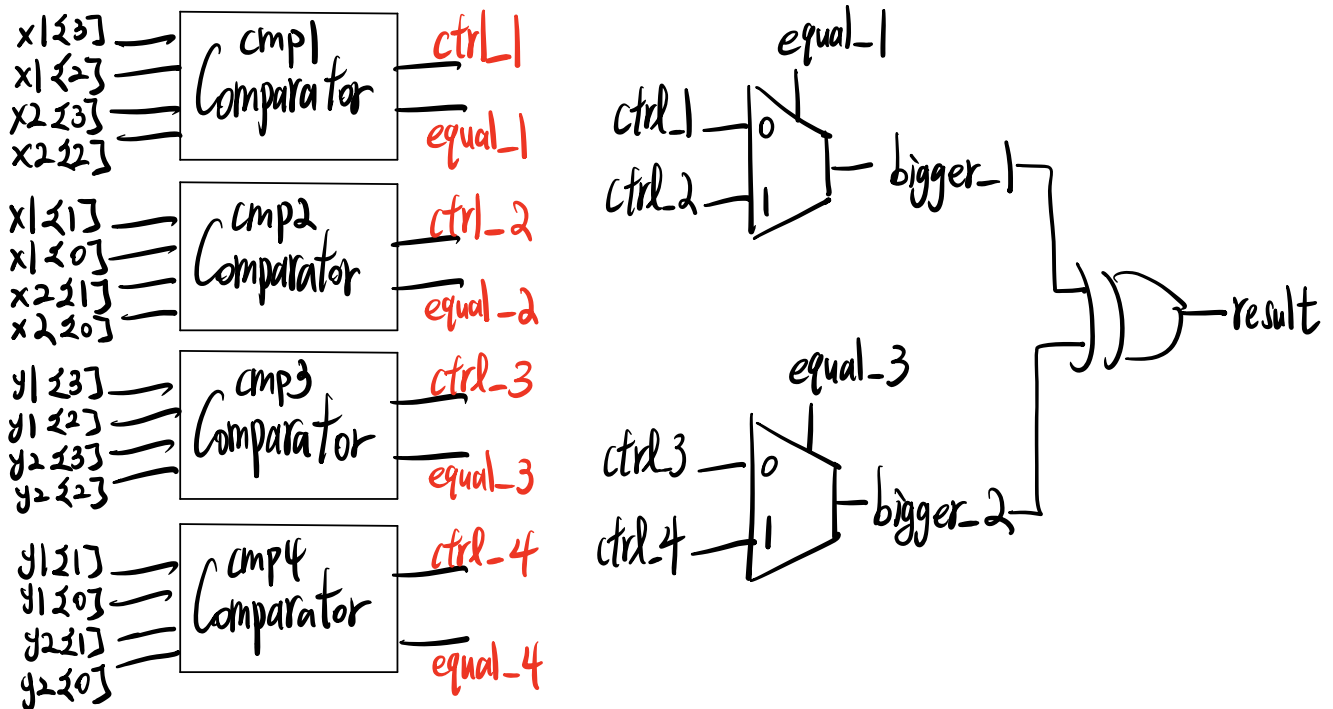 x1[3]
x1[2]
x2[3]
x2[2]
cmp1
Comparator
ctrl_1
equal_1
x1[1]
x1[0]
x2[1]
x2[0]
cmp2
Comparator
ctrl_2
equal_2
y1[3]
y1[2]
y2[3]
y2[2]
cmp3
Comparator
ctrl_3
equal_3
y1[1]
y1[0]
y2[1]
y2[0]
cmp4
Comparator
ctrl_4
equal_4
equal_1
ctrl_1
0
ctrl_2
1
bigger_1
equal_3
ctrl_3
0
ctrl_4
1
bigger_2
result